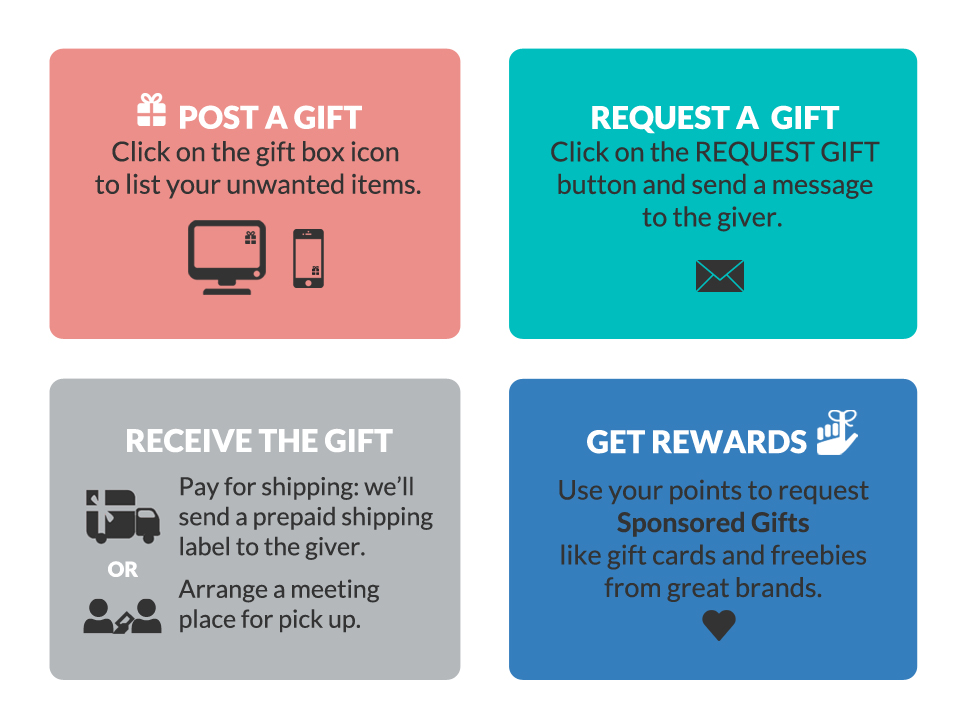 POST A GIFT
Click on the gift box icon
to list your unwanted items.
REQUEST A GIFT
Click on the REQUEST GIFT
button and send a message
to the giver.
RECEIVE THE GIFT
Pay for shipping: we'll
send a prepaid shipping
label to the giver.
OR
Arrange a meeting
place for pick up.
GET REWARDS
Use your points to request
Sponsored Gifts
like gift cards and freebies
from great brands.